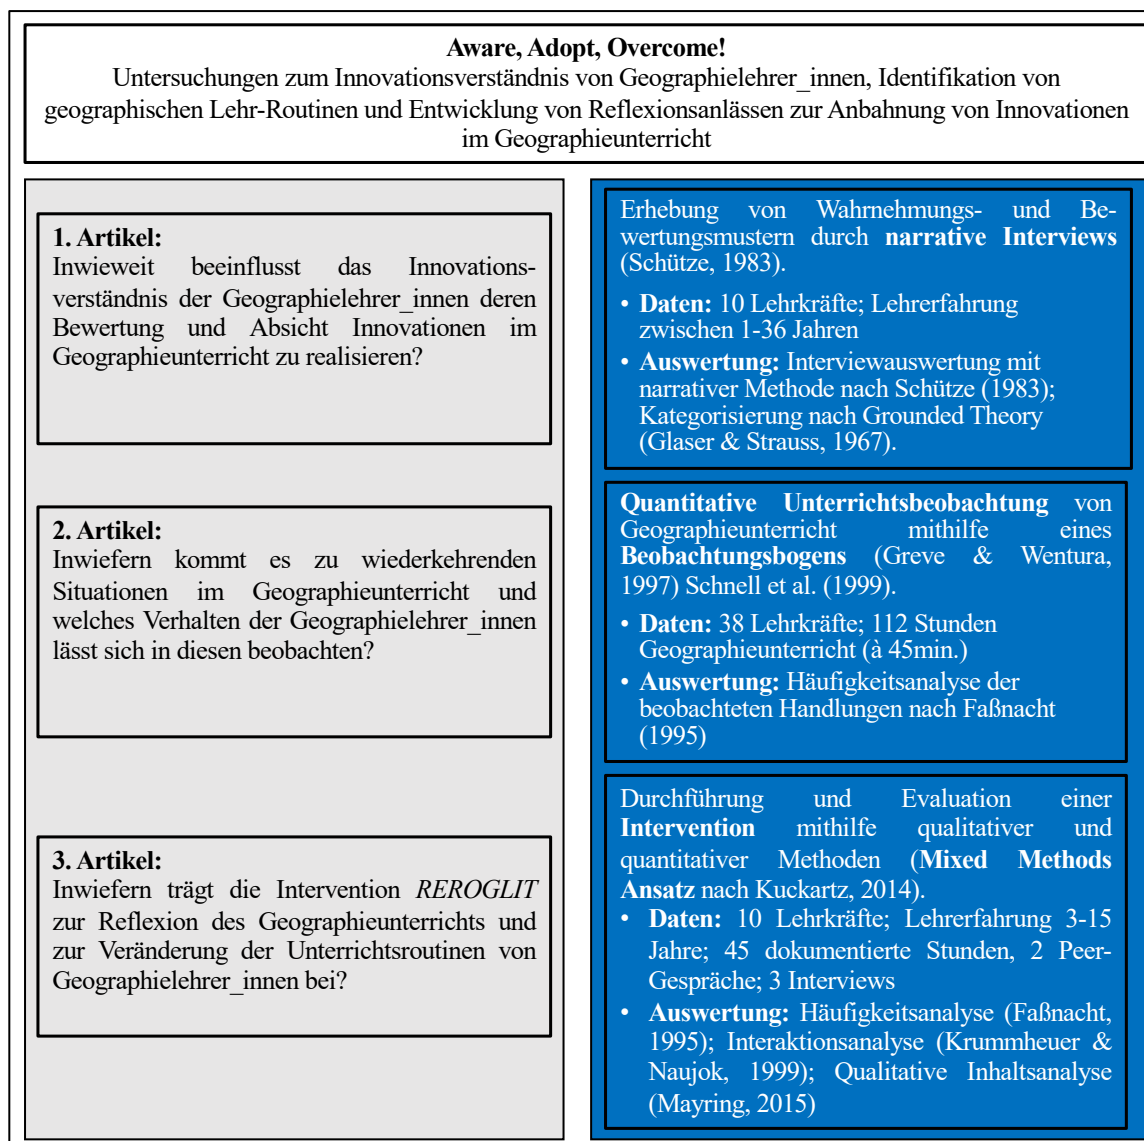 Aware, Adopt, Overcome!
Untersuchungen zum Innovationsverständnis von Geographielehrer_innen, Identifikation von
geographischen Lehr-Routinen und Entwicklung von Reflexionsanlässen zur Anbahnung von Innovationen
im Geographieunterricht
1. Artikel:
Inwieweit beeinflusst das Innovations-
verständnis der Geographielehrer_innen deren
Bewertung und Absicht Innovationen im
Geographieunterricht zu realisieren?
Erhebung von Wahrnehmungs- und Be-
wertungsmustern durch narrative Interviews
(Schütze, 1983).
• Daten: 10 Lehrkräfte; Lehrerfahrung
zwischen 1-36 Jahren
• Auswertung: Interviewauswertung mit
narrativer Methode nach Schütze (1983);
Kategorisierung nach Grounded Theory
(Glaser & Strauss, 1967).
2. Artikel:
Inwiefern kommt es zu wiederkehrenden
Situationen im Geographieunterricht und
welches Verhalten der Geographielehrer_innen
lässt sich in diesen beobachten?
Quantitative Unterrichtsbeobachtung von
Geographieunterricht mithilfe eines
Beobachtungsbogens (Greve & Wentura,
1997) Schnell et al. (1999).
• Daten: 38 Lehrkräfte; 112 Stunden
Geographieunterricht (à 45min.)
• Auswertung: Häufigkeitsanalyse der
beobachteten Handlungen nach Faßnacht
(1995)
3. Artikel:
Inwiefern trägt die Intervention REROGLIT
zur Reflexion des Geographieunterrichts und
zur Veränderung der Unterrichtsroutinen von
Geographielehrer_innen bei?
Durchführung und Evaluation einer
Intervention mithilfe qualitativer und
quantitativer Methoden (Mixed Methods
Ansatz nach Kuckartz, 2014).
• Daten: 10 Lehrkräfte; Lehrerfahrung 3-15
Jahre; 45 dokumentierte Stunden, 2 Peer-
Gespräche; 3 Interviews
• Auswertung: Häufigkeitsanalyse (Faßnacht,
1995); Interaktionsanalyse (Krummheuer &
Naujok, 1999); Qualitative Inhaltsanalyse
(Mayring, 2015)